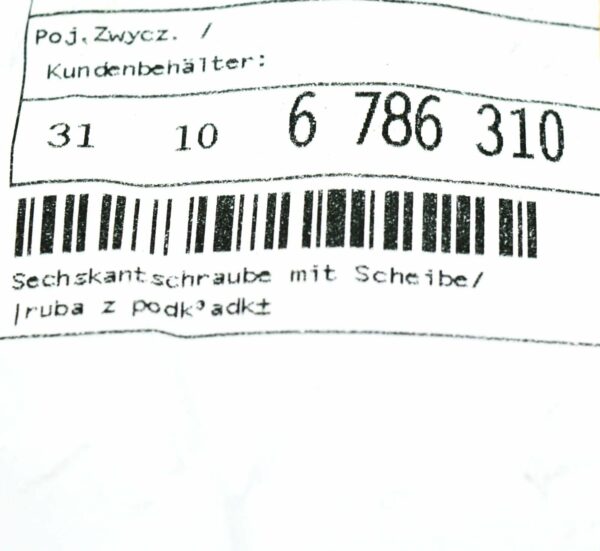 Poj.Zwycz. /
Kundenbehälter:
31 10 6 786 310
Sechskantschraube mit Scheibe/
|ruba z podk³adk±